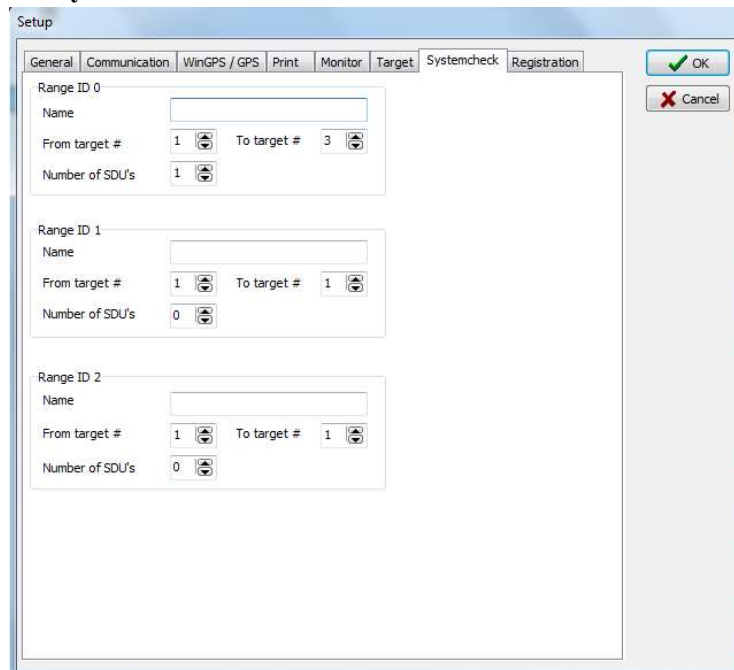 Setup
General Communication WinGPS / GPS Print Monitor Target Systemcheck Registration
OK
Cancel
Range ID 0
Name
From target # 1 To target # 3
Number of SDU's 1
Range ID 1
Name
From target # 1 To target # 1
Number of SDU's 0
Range ID 2
Name
From target # 1 To target # 1
Number of SDU's 0